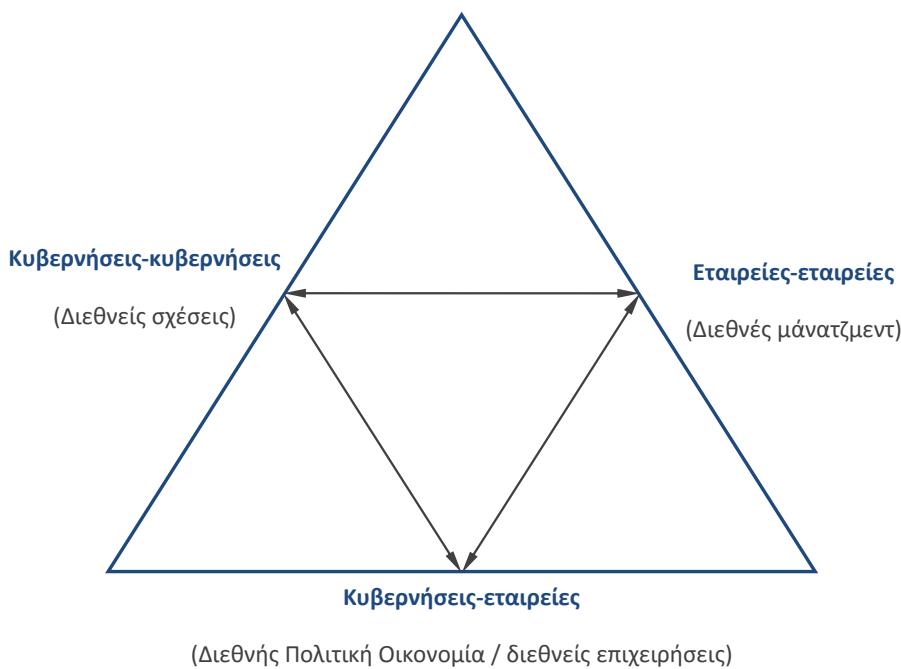 Κυβερνήσεις-κυβερνήσεις
(Διεθνείς σχέσεις)
Εταιρείες-εταιρείες
(Διεθνές μάνατζμεντ)
Κυβερνήσεις-εταιρείες
(Διεθνής Πολιτική Οικονομία / διεθνείς επιχειρήσεις)